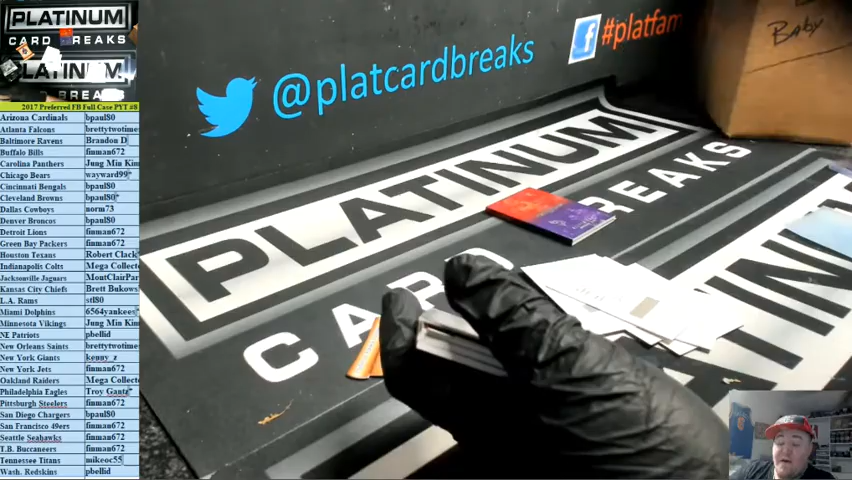 PLATINUM
CARD BREAKS
2017 Preferred FB Full Case PYT #8
Arizona Cardinals bpaul80
Atlanta Falcons brettytwotimes
Baltimore Ravens Brandon D
Buffalo Bills finman672
Carolina Panthers Jung Min Kim
Chicago Bears wayward99*
Cincinnati Bengals bpaul80
Cleveland Browns bpaul80*
Dallas Cowboys norm73
Denver Broncos bpaul80
Detroit Lions finman672
Green Bay Packers finman672
Houston Texans Robert Clack
Indianapolis Colts Mega Collect
Jacksonville Jaguars MontClairPar
Kansas City Chiefs Brett Bukows
L.A. Rams stl80
Miami Dolphins 6564yankees*
Minnesota Vikings Jung Min Kim
NE Patriots pbellid
New Orleans Saints brettytwotimes
New York Giants kenny_z
New York Jets finman672
Oakland Raiders Mega Collect
Philadelphia Eagles Troy Gantz*
Pittsburgh Steelers finman672
San Diego Chargers bpaul80
San Francisco 49ers finman672
Seattle Seahawks finman672
T.B. Buccaneers finman672
Tennessee Titans mikeoc55
Wash. Redskins pbellid
@platcardbreaks
#platfam
Baby
PLATINUM
CARD BREAKS